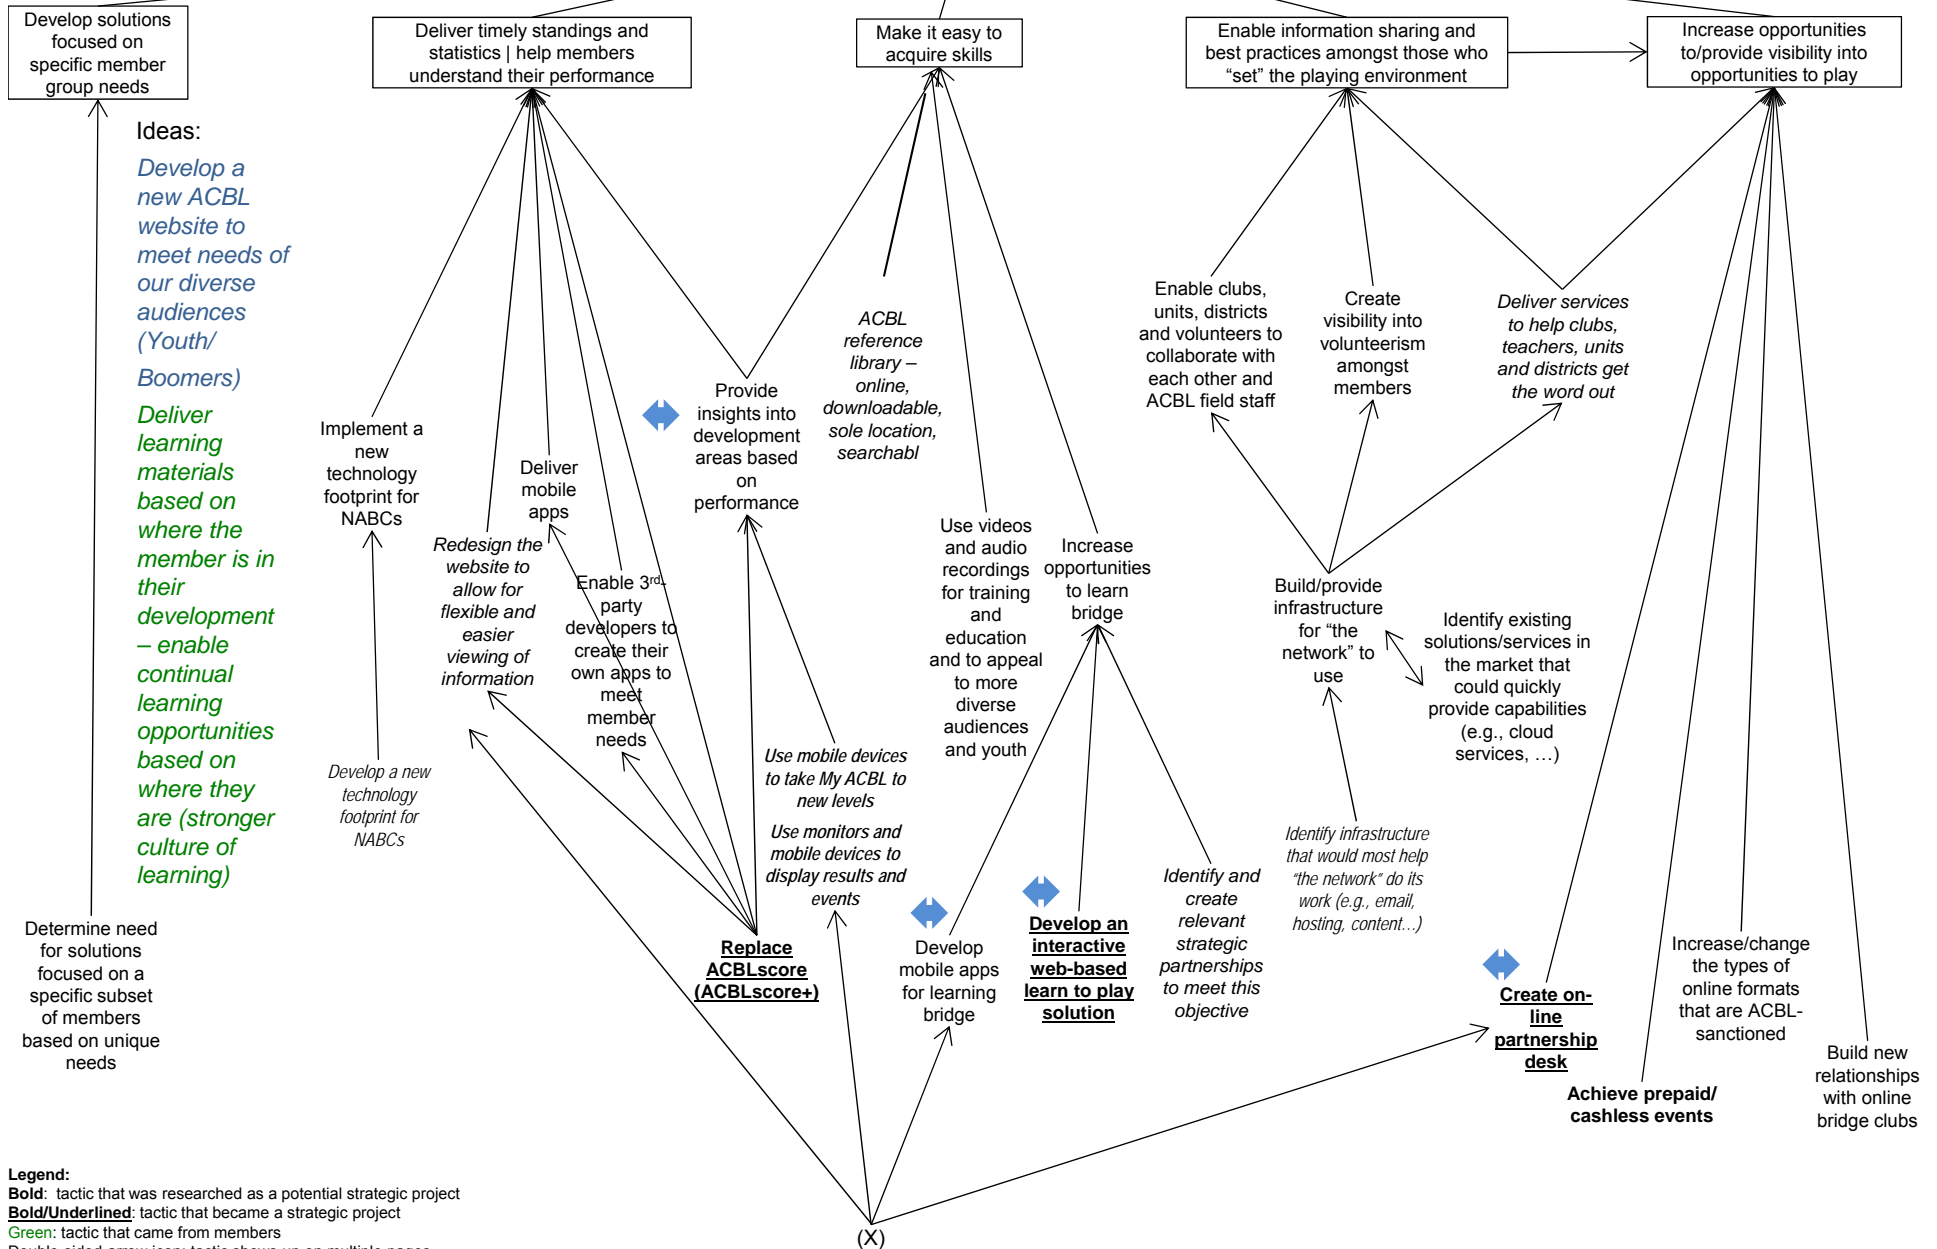 Develop solutions
focused on
specific member
group needs
Deliver timely standings and
statistics | help members
understand their performance
Make it easy to
acquire skills
Enable information sharing and
best practices amongst those who
“set” the playing environment
Increase opportunities
to/provide visibility into
opportunities to play
Ideas:
Develop a
new ACBL
website to
meet needs of
our diverse
audiences
(Youth/
Boomers)
Deliver
learning
materials
based on
where the
member is in
their
development
– enable
continual
learning
opportunities
based on
where they
are (stronger
culture of
learning)
Determine need
for solutions
focused on a
specific subset
of members
based on unique
needs
Implement a
new
technology
footprint for
NABCs
Develop a new
technology
footprint for
NABCs
Redesign the
website to
allow for
flexible and
easier
viewing of
information
Deliver
mobile
apps
Enable 3rd-
party
developers to
create their
own apps to
meet
member
needs
Provide
insights into
development
areas based
on
performance
Use mobile devices
to take My ACBL to
new levels
Use monitors and
mobile devices to
display results and
events
Replace
ACBLscore
(ACBLscore+)
ACBL
reference
library –
online,
downloadable,
sole location,
searchabl
Use videos
and audio
recordings
for training
and
education
and to appeal
to more
diverse
audiences
and youth
Increase
opportunities
to learn
bridge
Develop
mobile apps
for learning
bridge
Develop an
interactive
web-based
learn to play
solution
Identify and
create
relevant
strategic
partnerships
to meet this
objective
Enable clubs,
units, districts
and volunteers to
collaborate with
each other and
ACBL field staff
Create
visibility into
volunteerism
amongst
members
Deliver services
to help clubs,
teachers, units
and districts get
the word out
Build/provide
infrastructure
for “the
network” to
use
Identify existing
solutions/services in
the market that
could quickly
provide capabilities
(e.g., cloud
services, …)
Identify infrastructure
that would most help
“the network” do its
work (e.g., email,
hosting, content…)
Create on-
line
partnership
desk
Achieve prepaid/
cashless events
Increase/change
the types of
online formats
that are ACBL-
sanctioned
Build new
relationships
with online
bridge clubs
(X)
Legend:
Bold: tactic that was researched as a potential strategic project
Bold/Underlined: tactic that became a strategic project
Green: tactic that came from members
Double sided arrow icon: tactic shows up on multiple pages